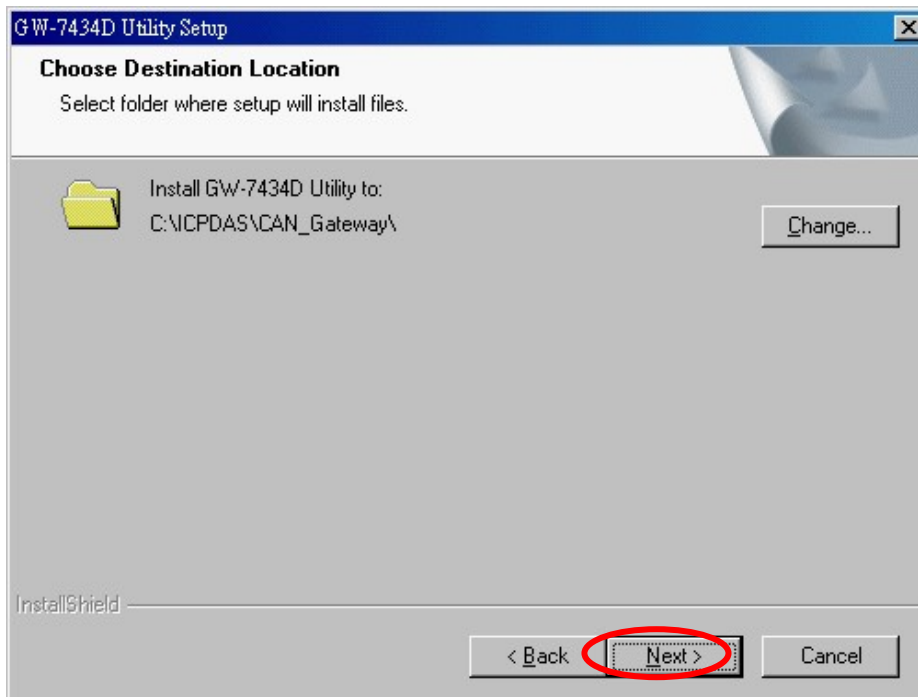 GW-7434D Utility Setup
Choose Destination Location
Select folder where setup will install files.
Install GW-7434D Utility to:
C:\ICPDAS\CAN_Gateway\
Change...
InstallShield
< Back
Next >
Cancel